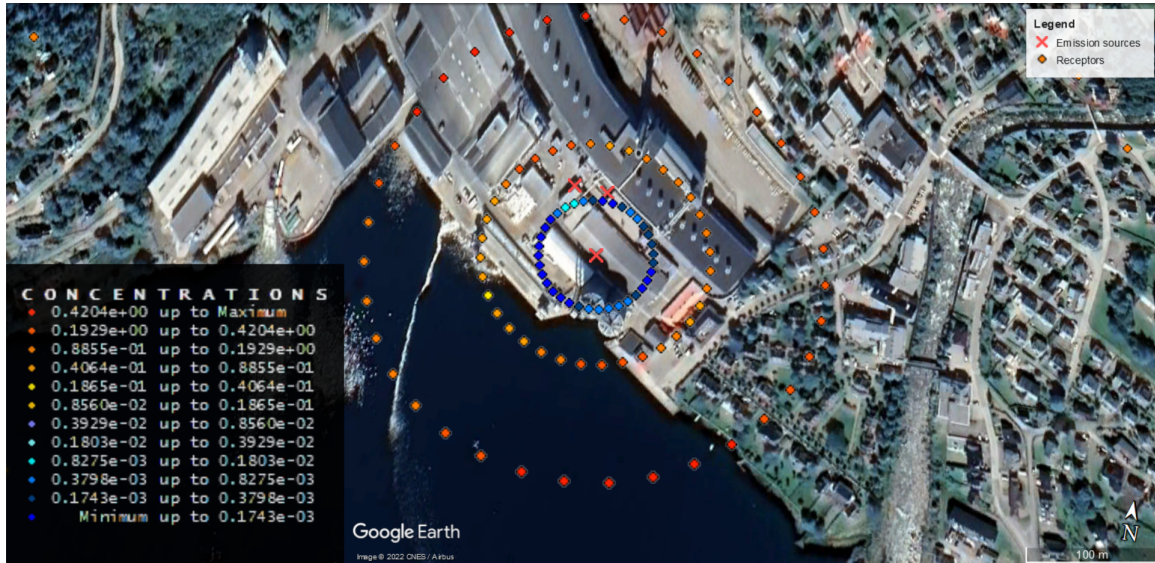 Legend
Emission sources
Receptors
CONCENTRATIONS
0.4204e+00 up to Maximum
0.1929e+00 up to 0.4204e+00
0.8855e-01 up to 0.1929e+00
0.4064e-01 up to 0.8855e-01
0.1865e-01 up to 0.4064e-01
0.8560e-02 up to 0.1865e-01
0.3929e-02 up to 0.8560e-02
0.1803e-02 up to 0.3929e-02
0.8275e-03 up to 0.1803e-02
0.3798e-03 up to 0.8275e-03
0.1743e-03 up to 0.3798e-03
Minimum up to 0.1743e-03
Google Earth
Image © 2022 CNES / Airbus
N
100 m